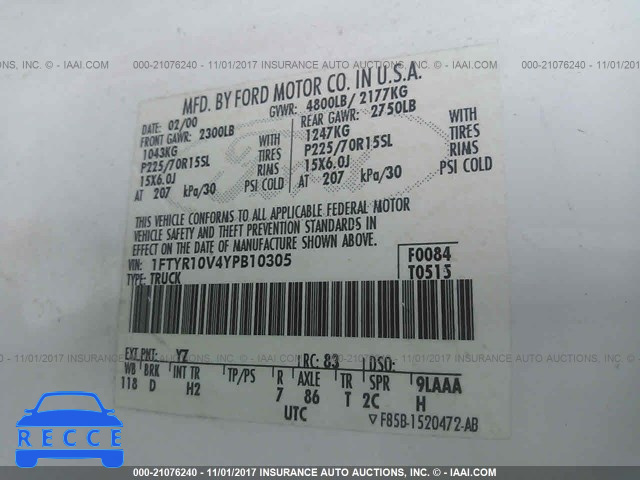 000-21076240 - 11/01/2017 INSURANCE AUTO AUCTIONS, INC. - © IAAI.COM
MFD. BY FORD MOTOR CO. IN U.S.A.
GVWR: 4800LB/ 2177KG
DATE: 02/00
FRONT GAWR: 2300LB
1043KG WITH
P225/70R15SL TIRES
15X6.0J RIMS
AT 207 kPa/30 PSI COLD
REAR GAWR: 2750LB
1247KG WITH
P225/70R15SL TIRES
15X6.0J RIMS
AT 207 kPa/30 PSI COLD
THIS VEHICLE CONFORMS TO ALL APPLICABLE FEDERAL MOTOR
VEHICLE SAFETY AND THEFT PREVENTION STANDARDS IN
EFFECT ON THE DATE OF MANUFACTURE SHOWN ABOVE.
VIN: 1FTYR10V4YPB10305
TYPE: TRUCK
F0084
T0515
EXT PNT: YZ RC: 83 DSO:
WB BRK INT TR TP/PS R AXLE TR SPR 9LAAA
118 D H2 7 86 T 2C H
UTC
F85B-1520472-AB
000-21076240 - 11/01/2017 INSURANCE AUTO AUCTIONS, INC. - © IAAI.COM
RECCE
000-21076240 - 11/01/2017 INSURANCE AUTO AUCTIONS, INC. - © IAAI.COM